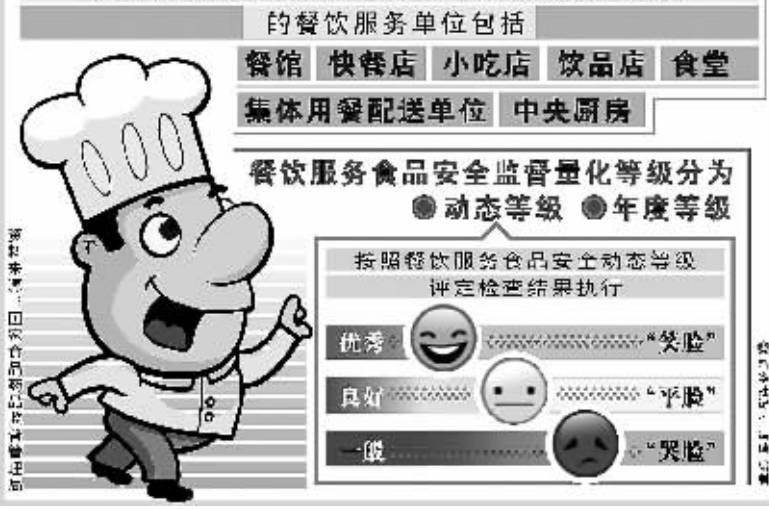 的餐饮服务单位包括
餐馆 快餐店 小吃店 饮品店 食堂
集体用餐配送单位 中央厨房
餐饮服务食品安全监督量化等级分为
动态等级 年度等级
按照餐饮服务食品安全动态等级
评定检查结果执行
优秀 “笑脸”
良好 “平脸”
一般 “哭脸”